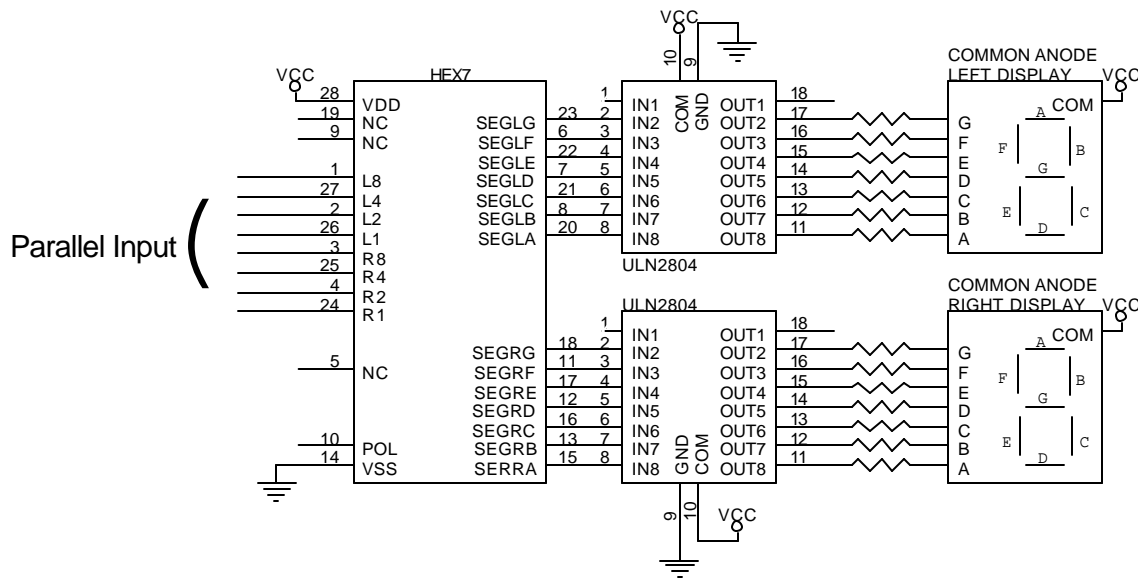 VCC
HEX7
28
VDD
19
NC
9
NC
1
L8
27
L4
2
L2
26
L1
3
R8
25
R4
4
R2
24
R1
5
NC
10
POL
14
VSS
Parallel Input (
SEGLG
23
SEGLF
6
SEGLE
22
SEGLD
7
SEGLC
21
SEGLB
8
SEGLA
20
SEGRG
18
SEGRF
11
SEGRE
17
SEGRD
12
SEGRC
16
SEGRB
13
SERRA
15
VCC
10
9
COM
GND
1
IN1
2
IN2
3
IN3
4
IN4
5
IN5
6
IN6
7
IN7
8
IN8
OUT1
18
OUT2
17
OUT3
16
OUT4
15
OUT5
14
OUT6
13
OUT7
12
OUT8
11
ULN2804
COMMON ANODE
LEFT DISPLAY
VCC
COM
G
F
E
D
C
B
A
A
F
B
G
E
C
D
ULN2804
1
IN1
2
IN2
3
IN3
4
IN4
5
IN5
6
IN6
7
IN7
8
IN8
OUT1
18
OUT2
17
OUT3
16
OUT4
15
OUT5
14
OUT6
13
OUT7
12
OUT8
11
GND
COM
9
10
VCC
COMMON ANODE
RIGHT DISPLAY
VCC
COM
G
F
E
D
C
B
A
A
F
B
G
E
C
D